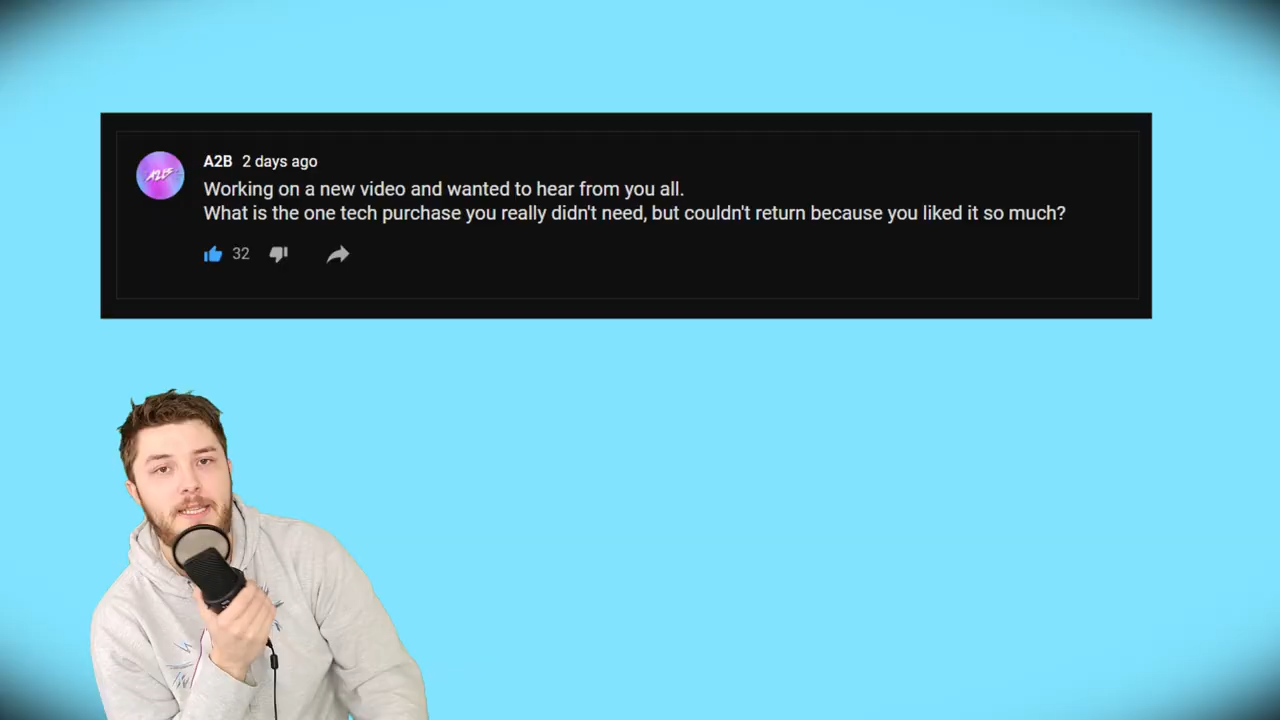 A2B 2 days ago
Working on a new video and wanted to hear from you all.
What is the one tech purchase you really didn't need, but couldn't return because you liked it so much?
32
A2B